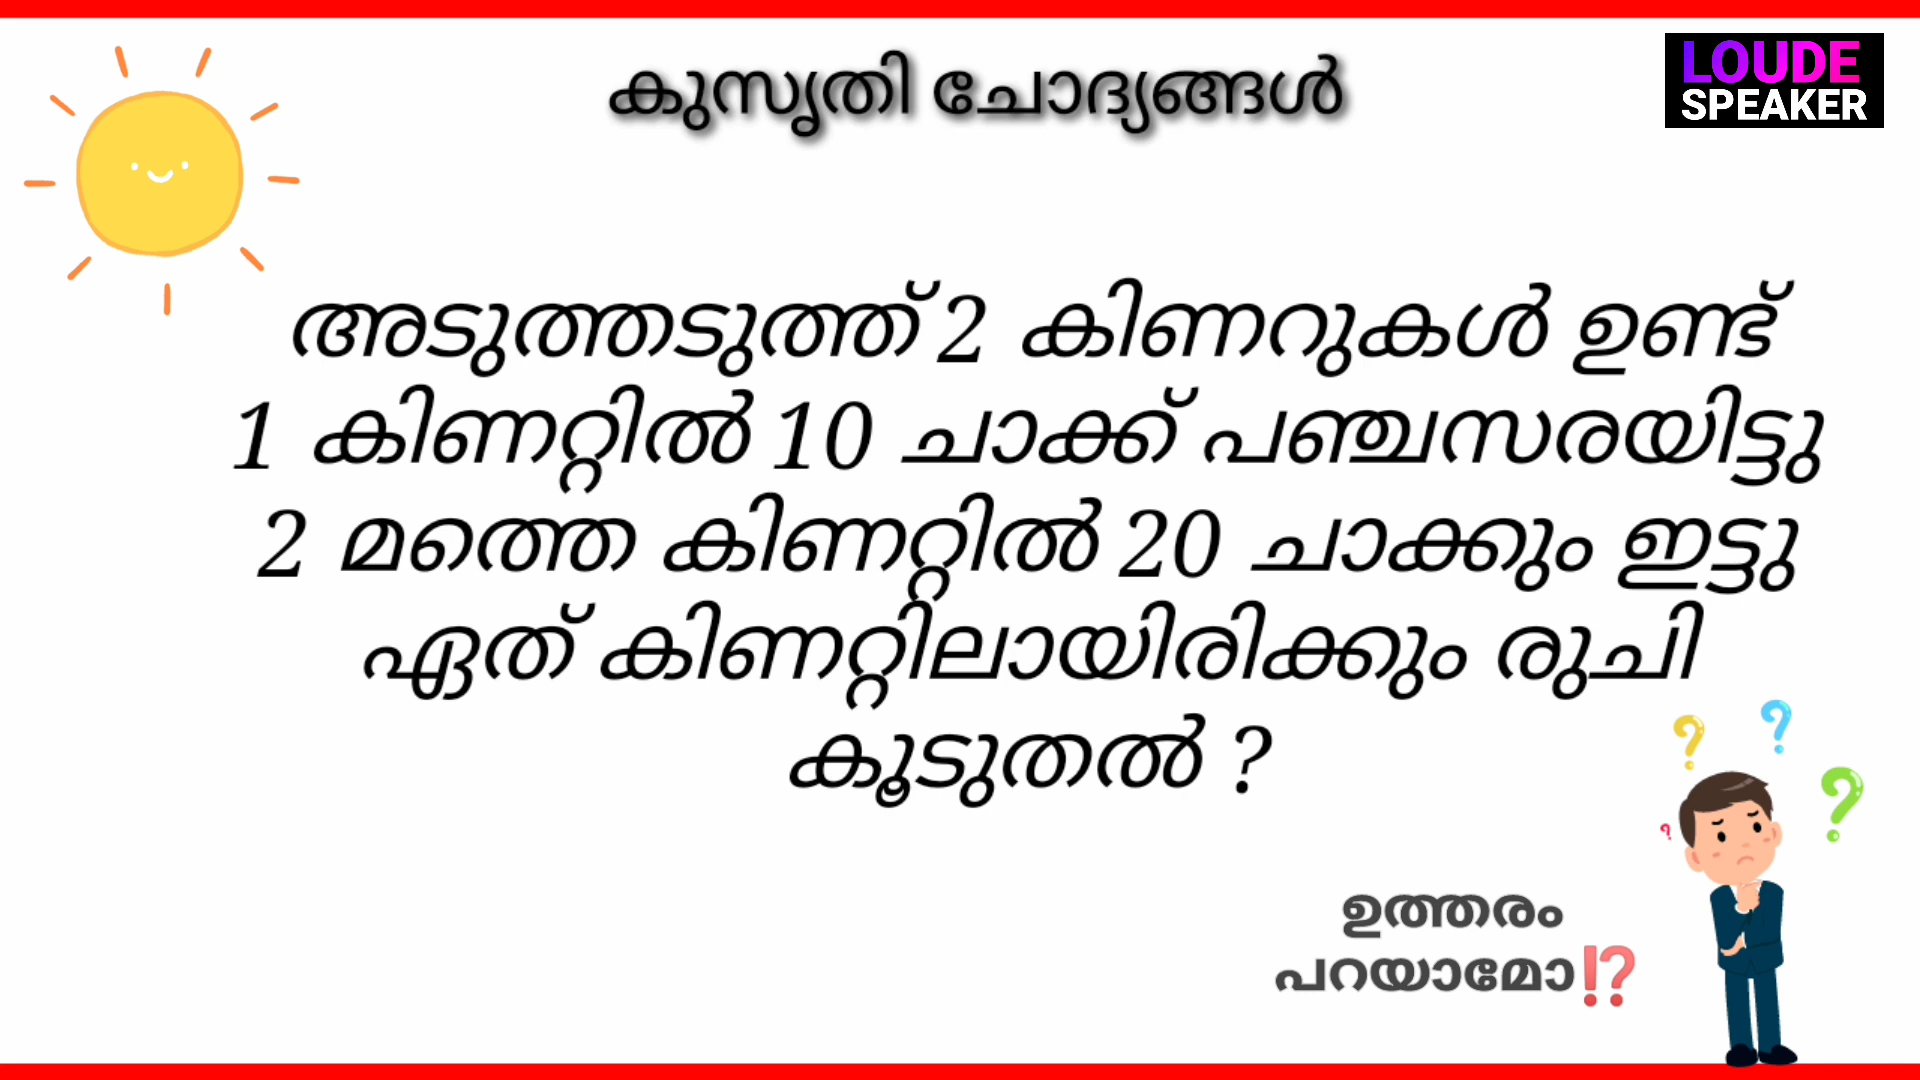 കുസൃതി ചോദ്യങ്ങൾ
LOUDE
SPEAKER
അടുത്തടുത്ത് 2 കിണറുകൾ ഉണ്ട്
1 കിണറ്റിൽ 10 ചാക്ക് പഞ്ചസരയിട്ടു
2 മത്തെ കിണറ്റിൽ 20 ചാക്കും ഇട്ടു
ഏത് കിണറ്റിലായിരിക്കും രുചി
കൂടുതൽ ?
ഉത്തരം
പറയാമോ⁉️